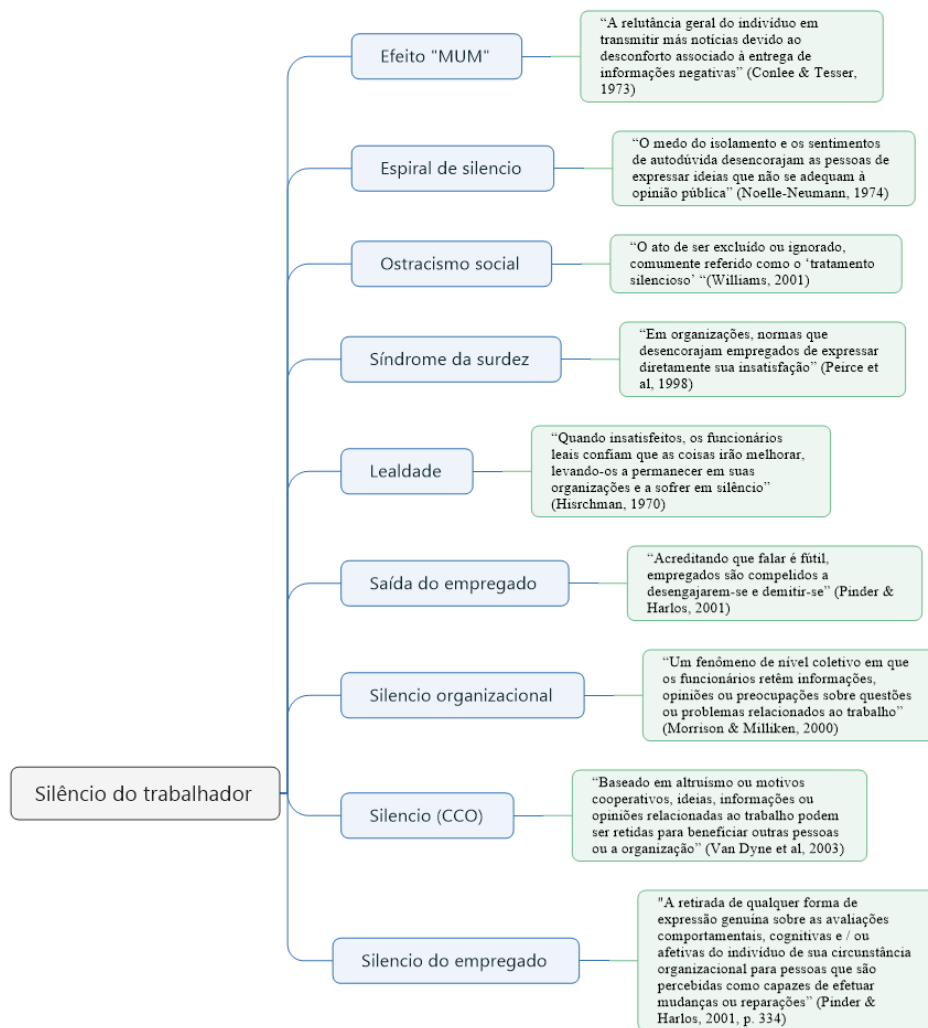 Silêncio do trabalhador
Efeito "MUM"
“A relutância geral do indivíduo em
transmitir más notícias devido ao
desconforto associado à entrega de
informações negativas” (Conlee & Tesser,
1973)
Espiral de silencio
“O medo do isolamento e os sentimentos
de autodúvida desencorajam as pessoas de
expressar ideias que não se adequam à
opinião pública” (Noelle-Neumann, 1974)
Ostracismo social
“O ato de ser excluído ou ignorado,
comumente referido como o ‘tratamento
silencioso’ “(Williams, 2001)
Síndrome da surdez
“Em organizações, normas que
desencorajam empregados de expressar
diretamente sua insatisfação” (Peirce et
al, 1998)
Lealdade
“Quando insatisfeitos, os funcionários
leais confiam que as coisas irão melhorar,
levando-os a permanecer em suas
organizações e a sofrer em silêncio”
(Hisrchman, 1970)
Saída do empregado
“Acreditando que falar é fútil,
empregados são compelidos a
desengajarem-se e demitir-se” (Pinder &
Harlos, 2001)
Silencio organizacional
“Um fenômeno de nível coletivo em que
os funcionários retêm informações,
opiniões ou preocupações sobre questões
ou problemas relacionados ao trabalho”
(Morrison & Milliken, 2000)
Silencio (CCO)
“Baseado em altruísmo ou motivos
cooperativos, ideias, informações ou
opiniões relacionadas ao trabalho podem
ser retidas para beneficiar outras pessoas
ou a organização” (Van Dyne et al, 2003)
Silencio do empregado
"A retirada de qualquer forma de
expressão genuína sobre as avaliações
comportamentais, cognitivas e / ou
afetivas do indivíduo de sua circunstância
organizacional para pessoas que são
percebidas como capazes de efetuar
mudanças ou reparações” (Pinder &
Harlos, 2001, p. 334)